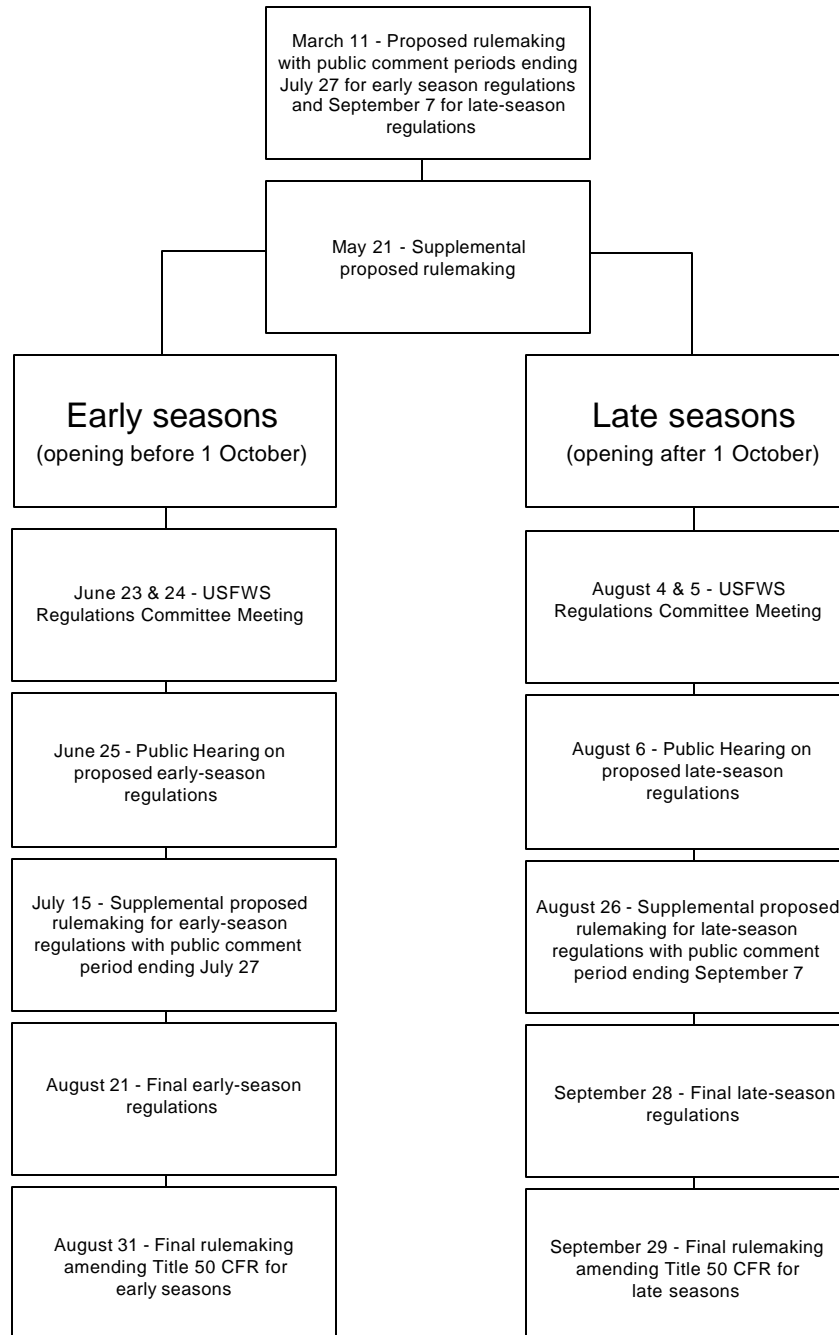 March 11 - Proposed rulemaking
with public comment periods ending
July 27 for early season regulations
and September 7 for late-season
regulations
May 21 - Supplemental
proposed rulemaking
Early seasons
(opening before 1 October)
June 23 & 24 - USFWS
Regulations Committee Meeting
June 25 - Public Hearing on
proposed early-season
regulations
July 15 - Supplemental proposed
rulemaking for early-season
regulations with public comment
period ending July 27
August 21 - Final early-season
regulations
August 31 - Final rulemaking
amending Title 50 CFR for
early seasons
Late seasons
(opening after 1 October)
August 4 & 5 - USFWS
Regulations Committee Meeting
August 6 - Public Hearing on
proposed late-season
regulations
August 26 - Supplemental proposed
rulemaking for late-season
regulations with public comment
period ending September 7
September 28 - Final late-season
regulations
September 29 - Final rulemaking
amending Title 50 CFR for
late seasons